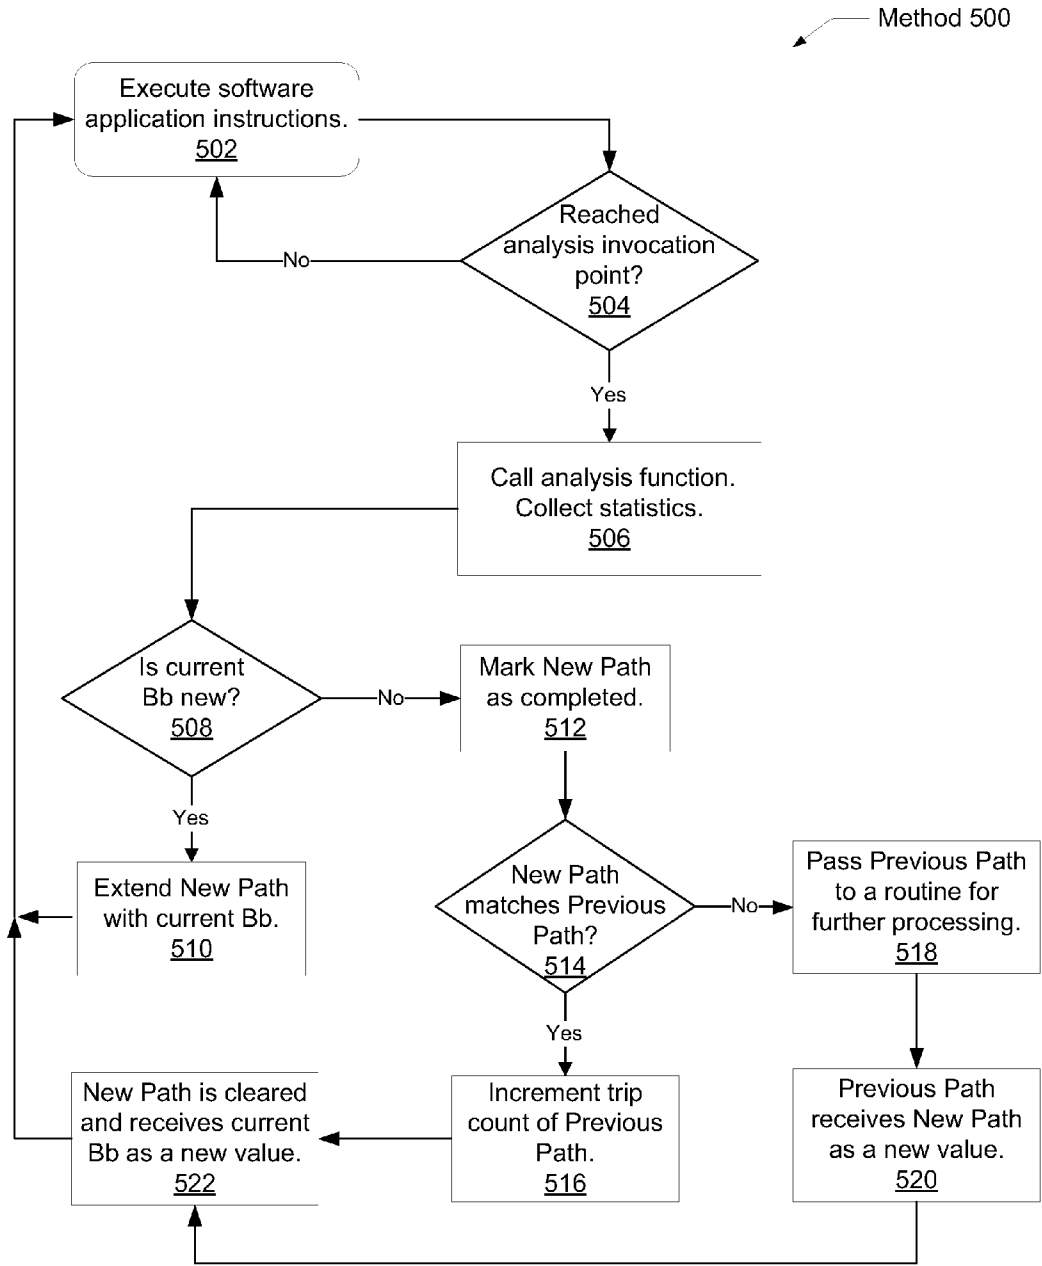 Method 500
Execute software
application instructions.
502
Reached
analysis invocation
point?
504
No
Yes
Call analysis function.
Collect statistics.
506
Is current
Bb new?
508
No
Mark New Path
as completed.
512
Yes
Extend New Path
with current Bb.
510
New Path
matches Previous
Path?
514
No
Pass Previous Path
to a routine for
further processing.
518
Yes
New Path is cleared
and receives current
Bb as a new value.
522
Increment trip
count of Previous
Path.
516
Previous Path
receives New Path
as a new value.
520